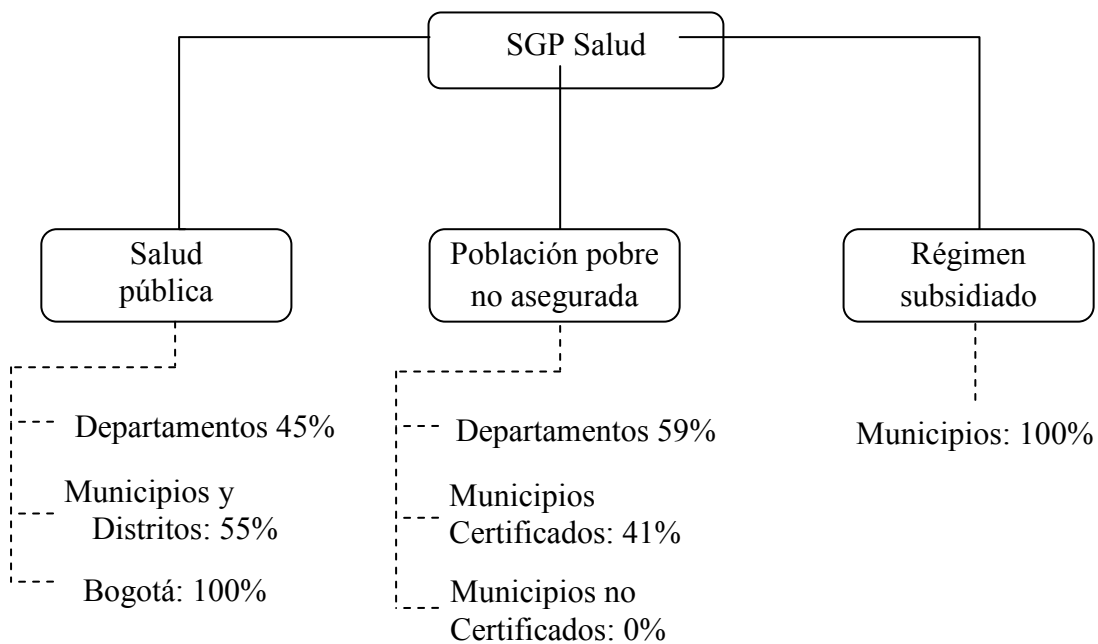 SGP Salud
Salud
pública
Departamentos 45%
Municipios y
Distritos: 55%
Bogotá: 100%
Población pobre
no asegurada
Departamentos 59%
Municipios
Certificados: 41%
Municipios no
Certificados: 0%
Régimen
subsidiado
Municipios: 100%